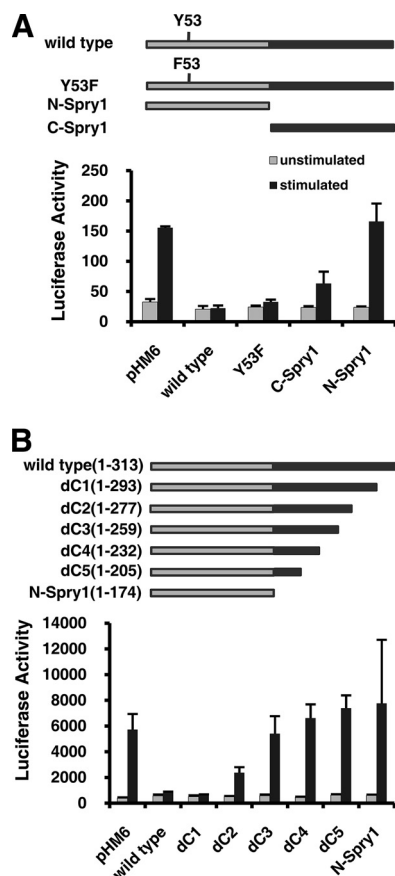 A
Y53
wild type
F53
Y53F
N-Spry1
C-Spry1
unstimulated
stimulated
Luciferase Activity
250
200
150
100
50
0
pHM6
wild type
Y53F
C-Spry1
N-Spry1
B
wild type(1-313)
dC1(1-293)
dC2(1-277)
dC3(1-259)
dC4(1-232)
dC5(1-205)
N-Spry1(1-174)
Luciferase Activity
14000
12000
10000
8000
6000
4000
2000
0
pHM6
wild type
dC1
dC2
dC3
dC4
dC5
N-Spry1